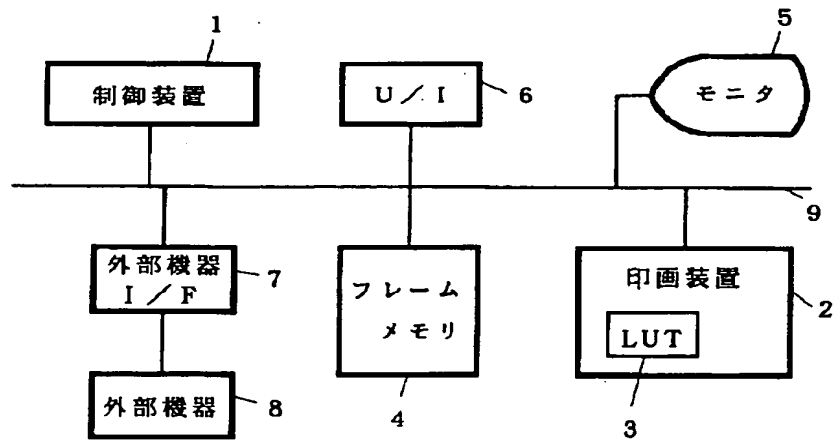 1
制御装置
U/I
6
5
モニタ
9
外部機器
I/F
7
フレーム
メモリ
4
印画装置
2
LUT
3
外部機器
8